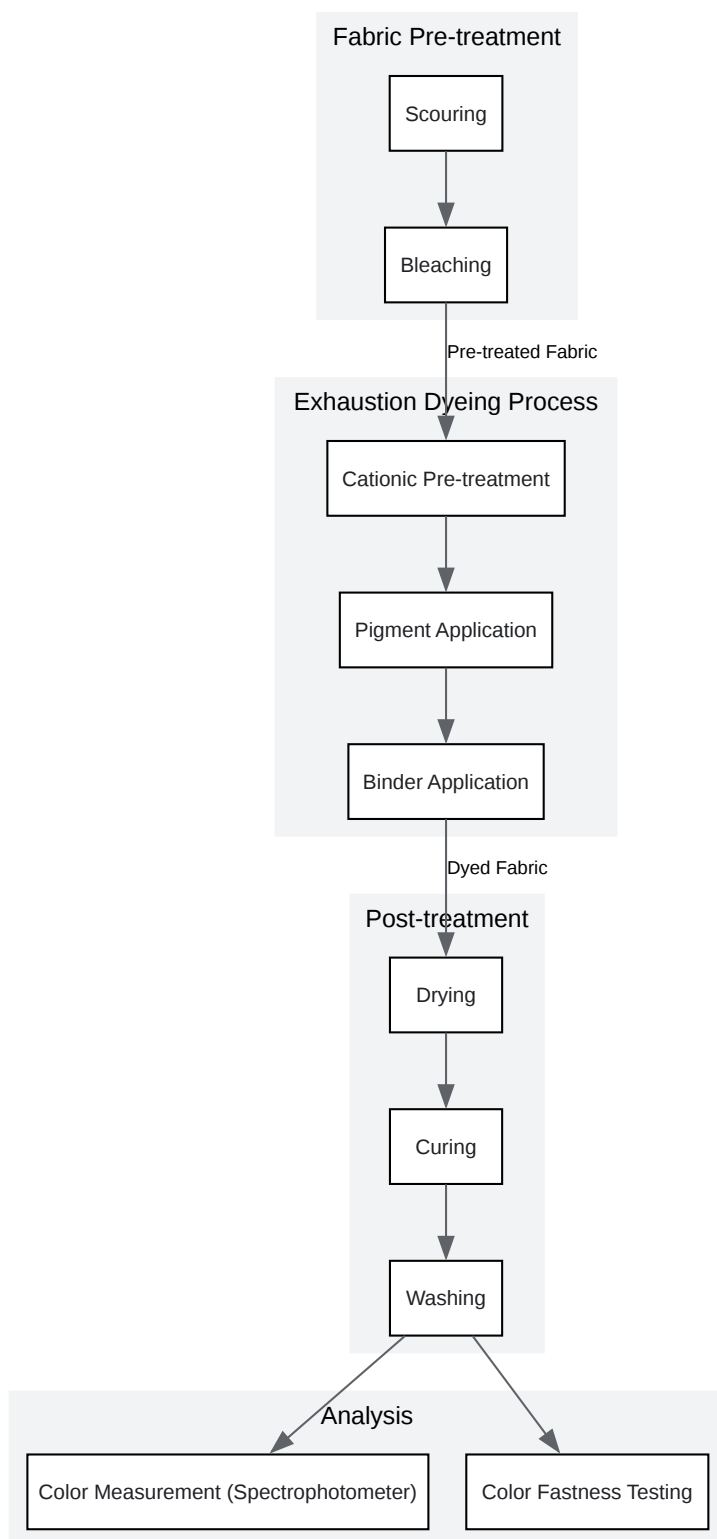 Fabric Pre-treatment
Scouring
Bleaching
Pre-treated Fabric
Exhaustion Dyeing Process
Cationic Pre-treatment
Pigment Application
Binder Application
Dyed Fabric
Post-treatment
Drying
Curing
Washing
Analysis
Color Measurement (Spectrophotometer)
Color Fastness Testing